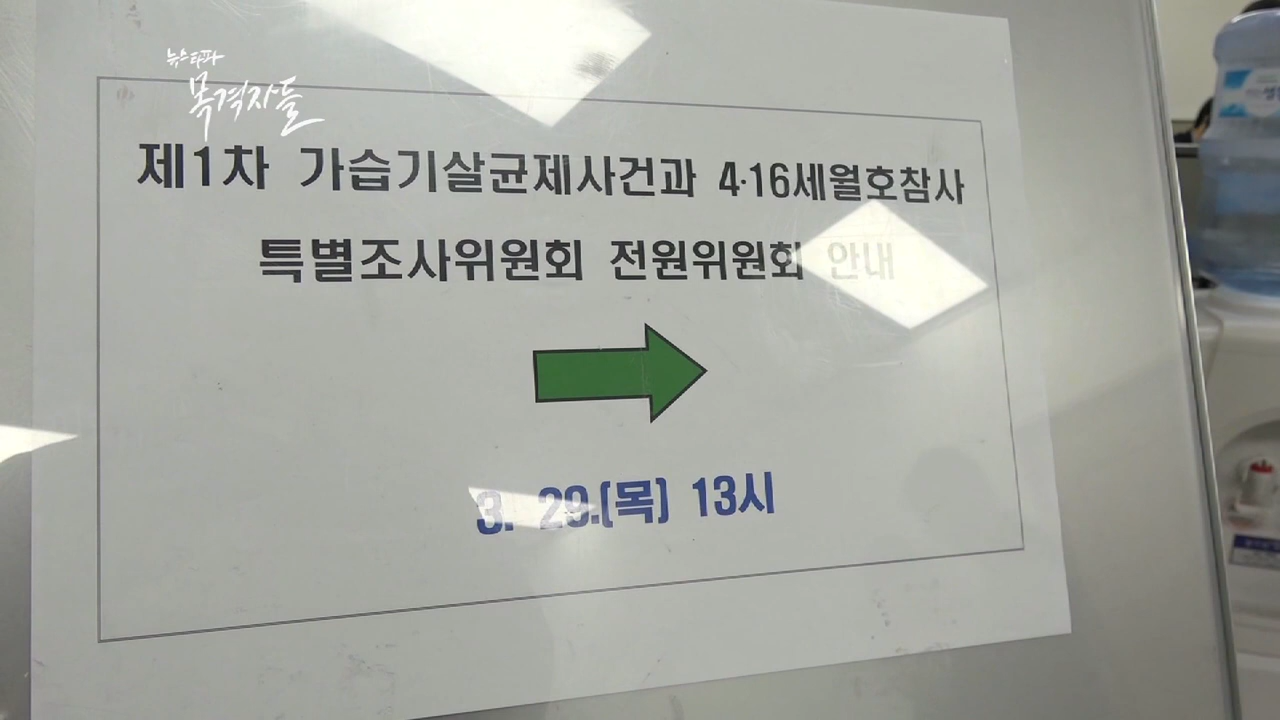 뉴스타파
목격자들
제1차 가습기살균제사건과 4·16세월호참사
특별조사위원회 전원위원회 안내
3. 29.(목) 13시